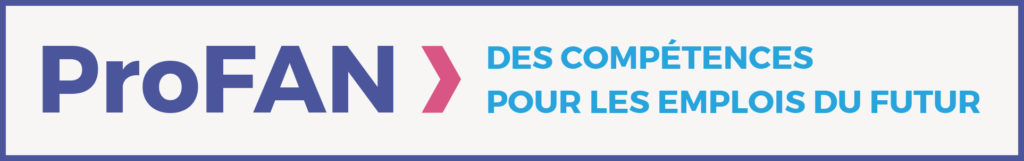 ProFAN
DES COMPÉTENCES
POUR LES EMPLOIS DU FUTUR